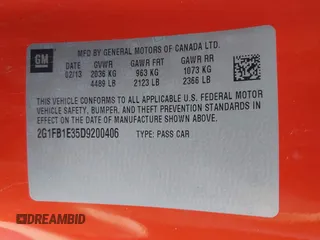 GM
MFD BY GENERAL MOTORS OF CANADA LTD.
02/13 GVWR GAWR FRT GAWR RR
2036 KG 963 KG 1073 KG
4489 LB 2123 LB 2366 LB
THIS VEHICLE CONFORMS TO ALL APPLICABLE U.S. FEDERAL MOTOR
VEHICLE SAFETY, BUMPER, AND THEFT PREVENTION STANDARDS IN
EFFECT ON THE DATE OF MANUFACTURE SHOWN ABOVE.
2G1FB1E35D9200406 TYPE: PASS CAR
DREAMBID